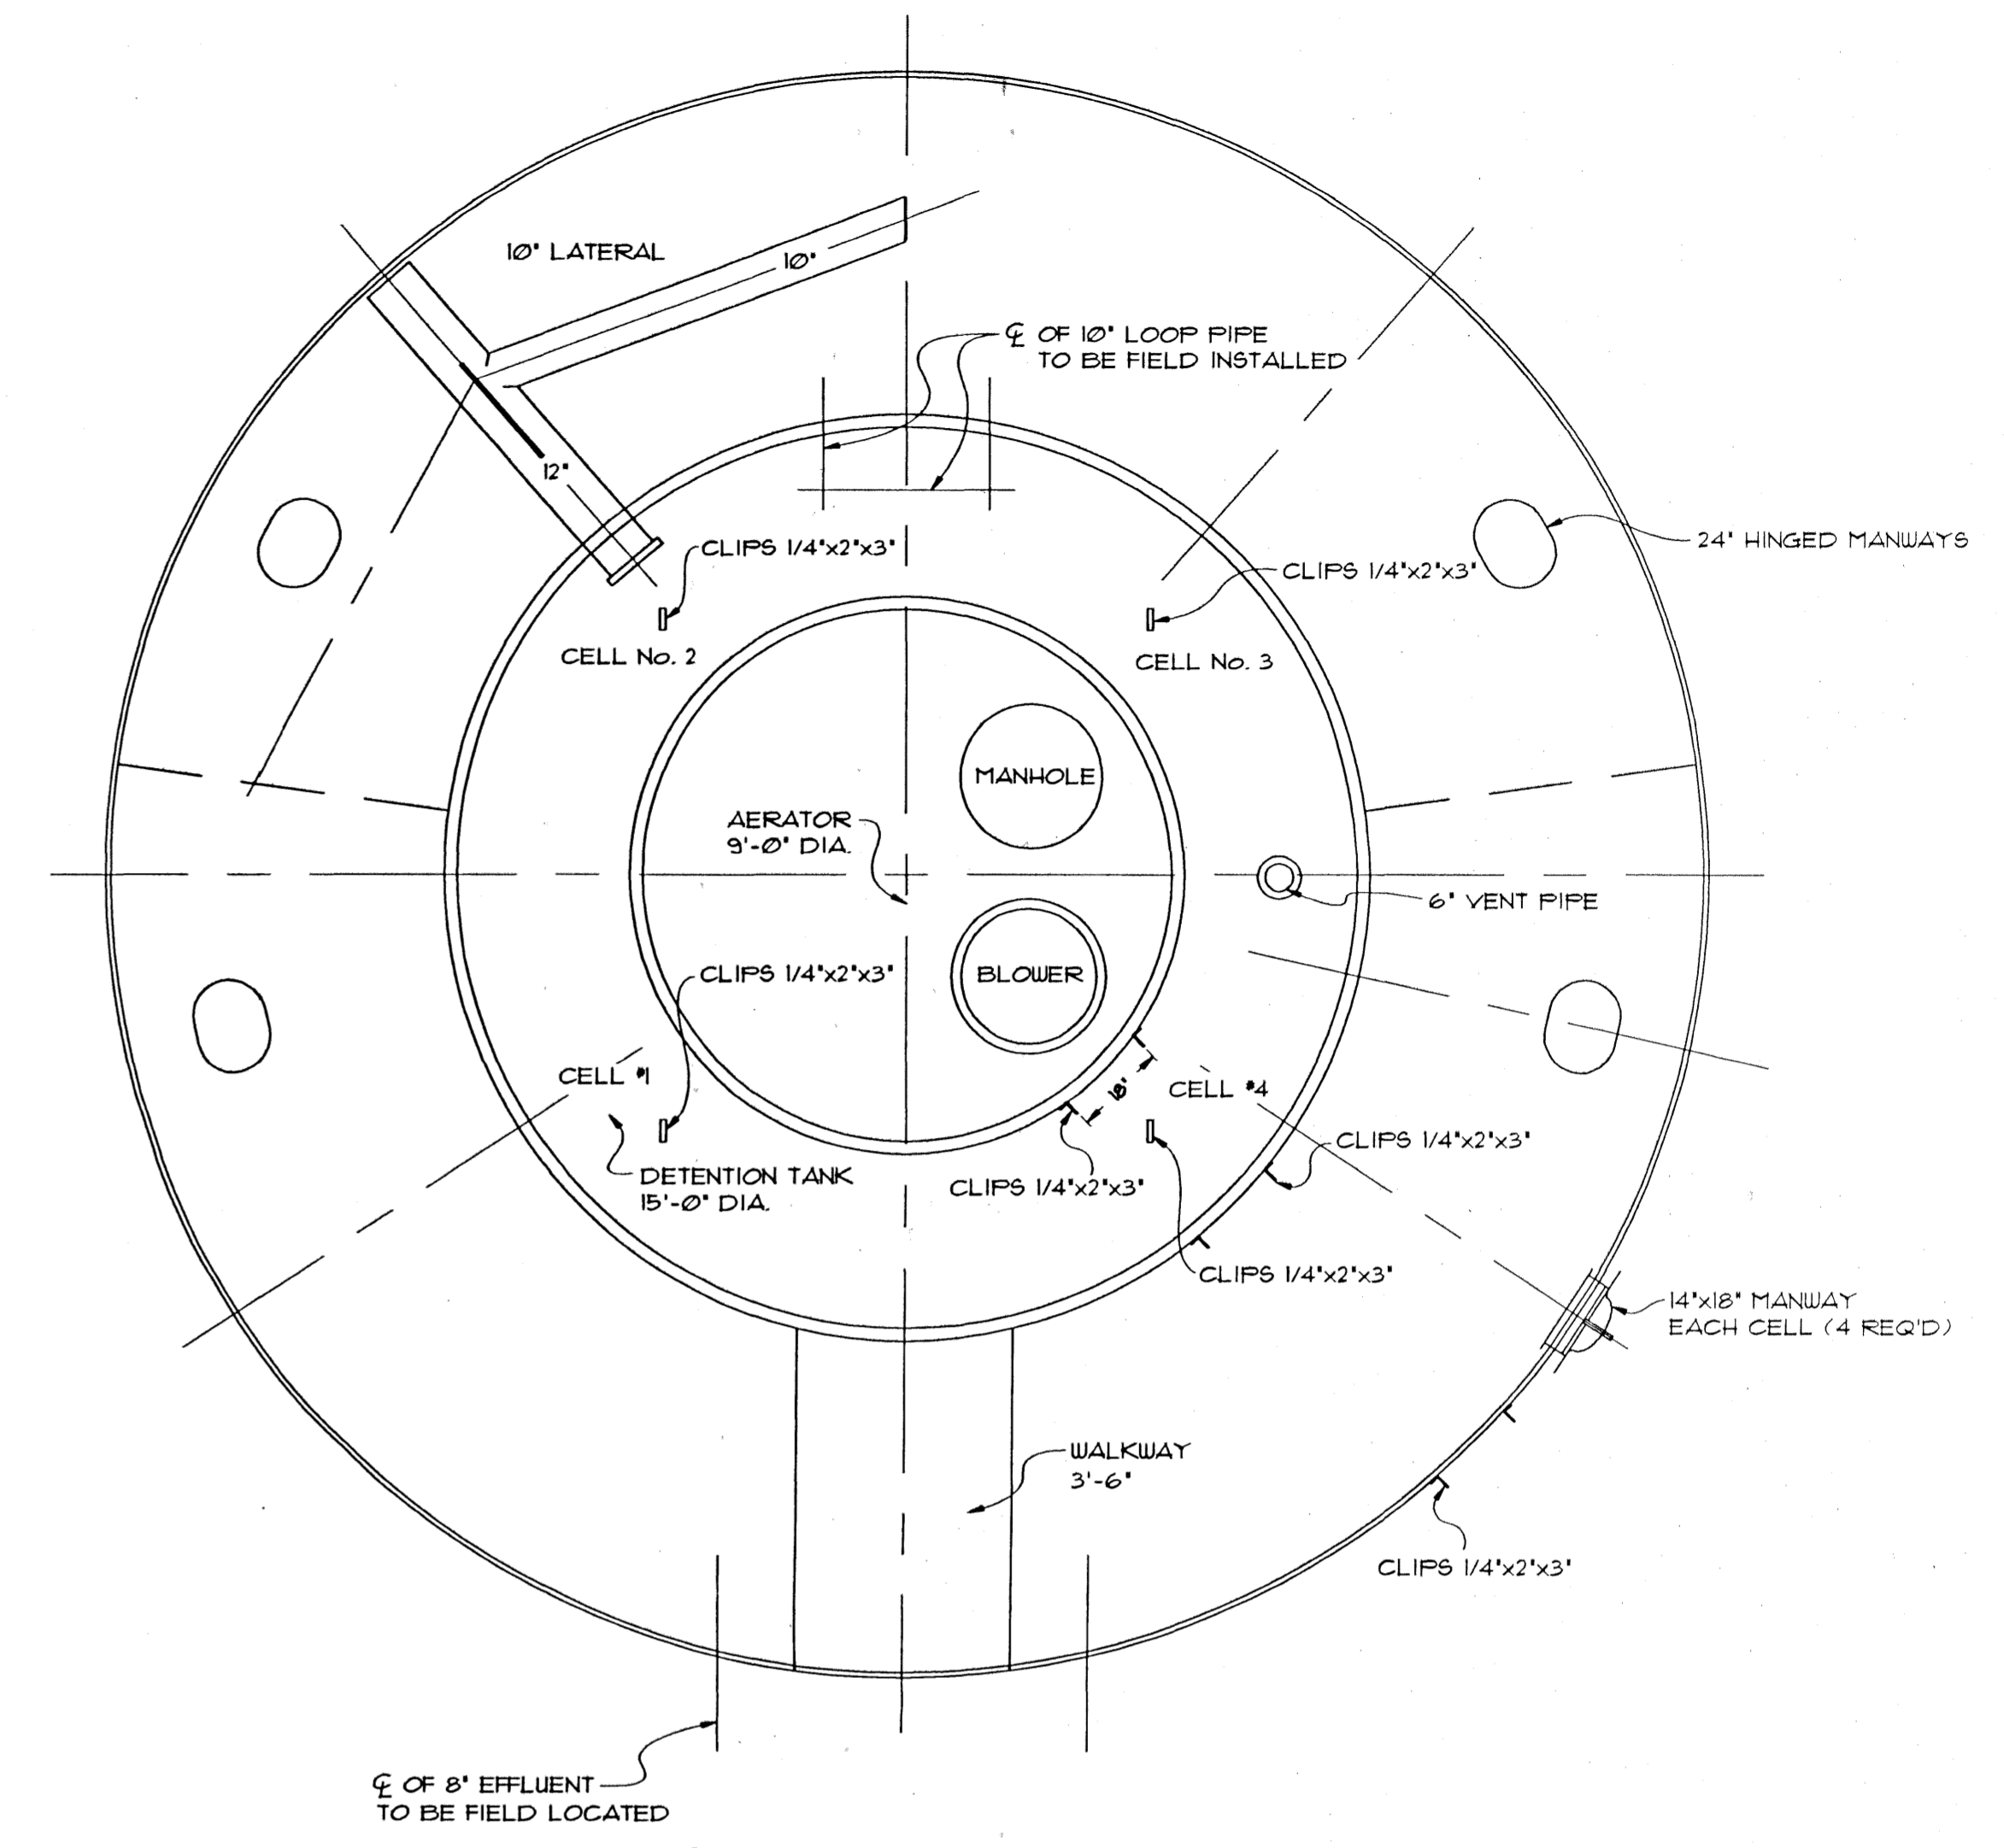 10" LATERAL
10"
℄ OF 10" LOOP PIPE
TO BE FIELD INSTALLED
12"
CLIPS 1/4"x2"x3"
24" HINGED MANWAYS
CLIPS 1/4"x2"x3"
CELL No. 2
CELL No. 3
MANHOLE
AERATOR
9'-0" DIA.
6" VENT PIPE
CLIPS 1/4"x2"x3"
BLOWER
CELL #1
18"
CELL #4
CLIPS 1/4"x2"x3"
DETENTION TANK
15'-0" DIA.
CLIPS 1/4"x2"x3"
CLIPS 1/4"x2"x3"
14"x18" MANWAY
EACH CELL (4 REQ'D)
WALKWAY
3'-6"
CLIPS 1/4"x2"x3"
℄ OF 8" EFFLUENT
TO BE FIELD LOCATED